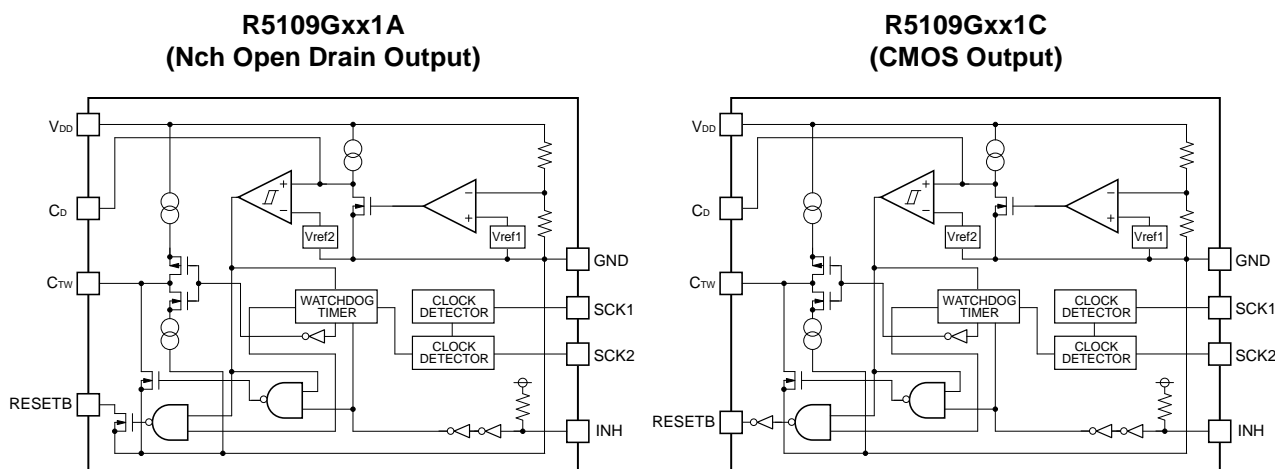 R5109Gxx1A
(Nch Open Drain Output)
VDD
CD
CTW
RESETB
+
−
Vref2
−
+
Vref1
WATCHDOG
TIMER
CLOCK
DETECTOR
CLOCK
DETECTOR
GND
SCK1
SCK2
INH
R5109Gxx1C
(CMOS Output)
VDD
CD
CTW
RESETB
+
−
Vref2
−
+
Vref1
WATCHDOG
TIMER
CLOCK
DETECTOR
CLOCK
DETECTOR
GND
SCK1
SCK2
INH